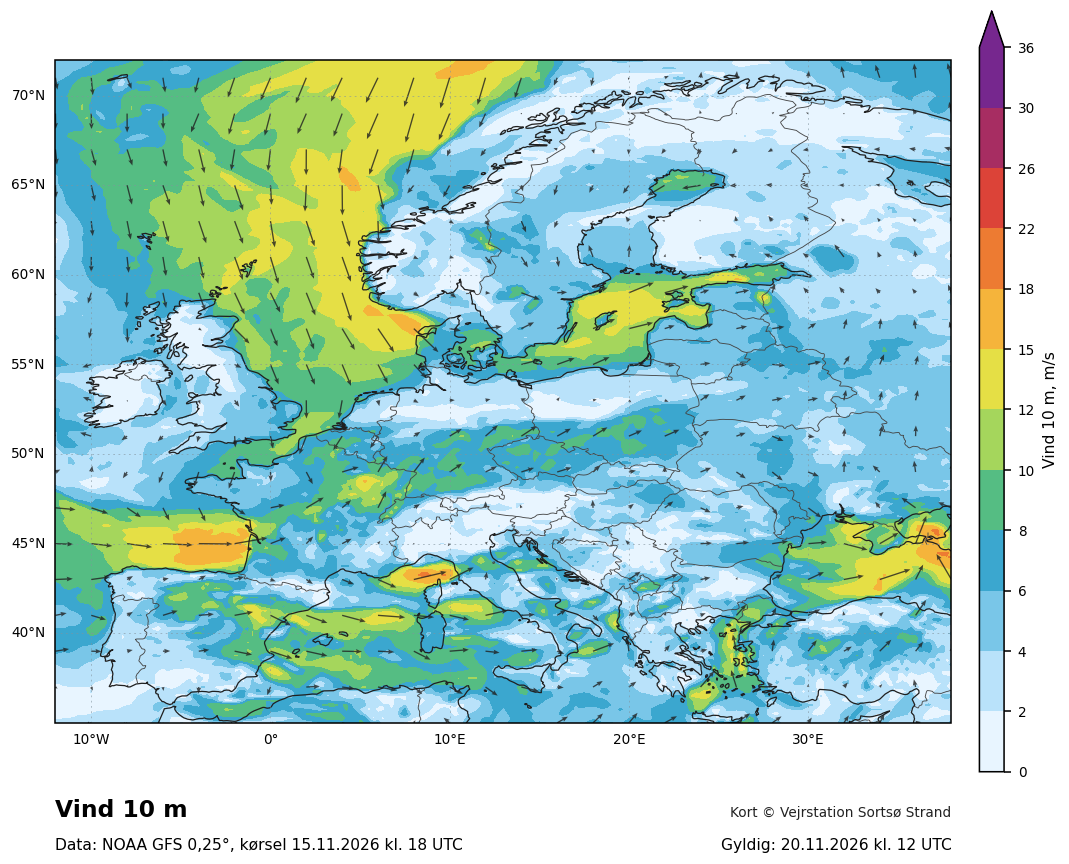 36
30
26
22
18
15
12
10
8
6
4
2
0
Vind 10 m, m/s
70°N
65°N
60°N
55°N
50°N
45°N
40°N
10°W
0°
10°E
20°E
30°E
Vind 10 m
Kort © Vejrstation Sortsø Strand
Data: NOAA GFS 0,25°, kørsel 15.11.2026 kl. 18 UTC
Gyldig: 20.11.2026 kl. 12 UTC